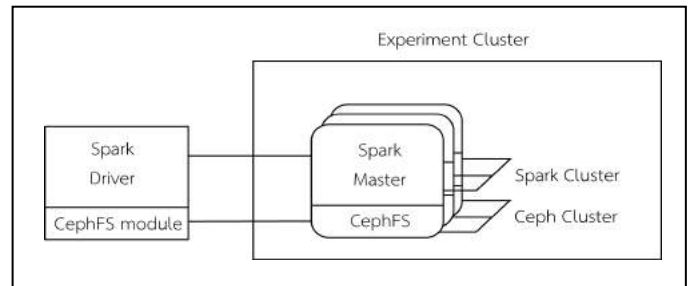 Experiment Cluster
Spark
Driver
CephFS module
Spark
Master
CephFS
Spark Cluster
Ceph Cluster